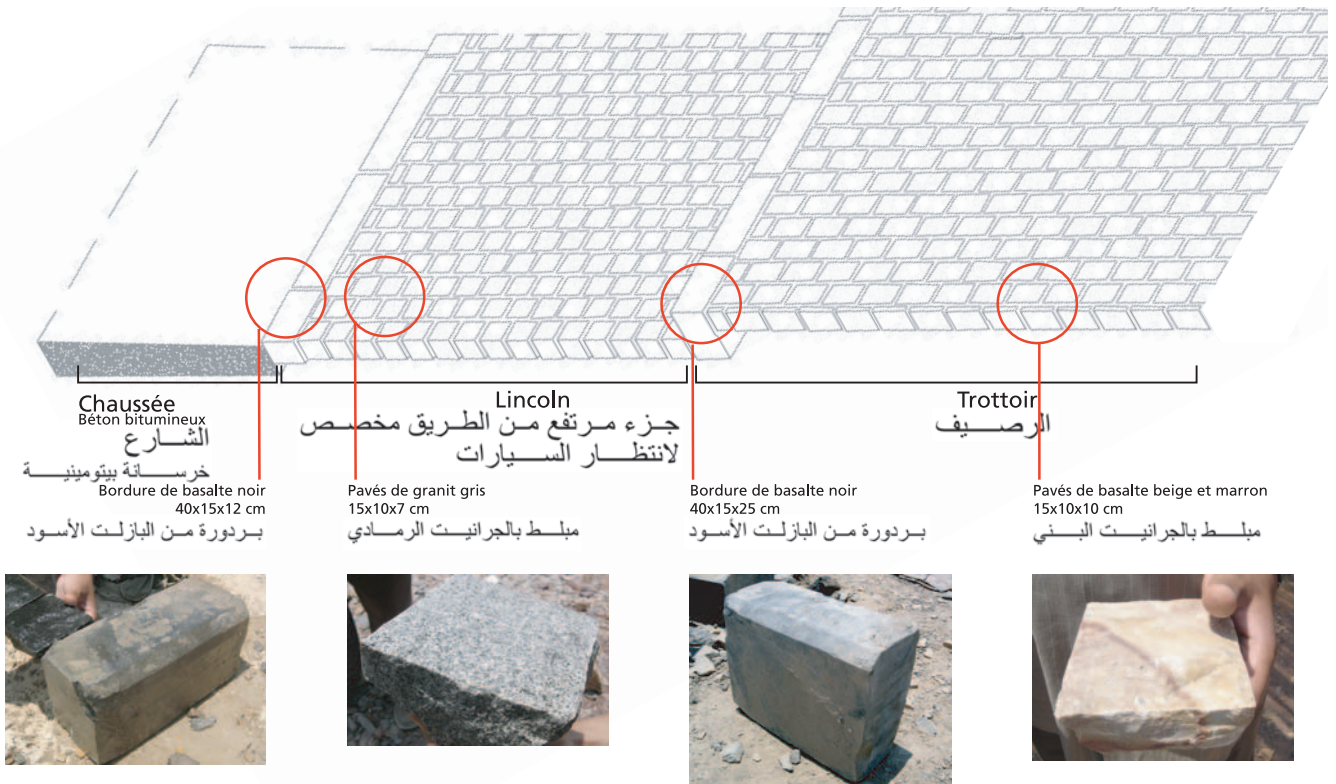 Chaussée
Béton bitumineux
الشارع
خرسانة بيتومينية
Lincoln
جزء مرتفع من الطريق مخصص
لانتظار السيارات
Trottoir
الرصيف
Bordure de basalte noir
40x15x12 cm
بردورة من البازلت الأسود
Pavés de granit gris
15x10x7 cm
مبلط بالجرانيت الرمادي
Bordure de basalte noir
40x15x25 cm
بردورة من البازلت الأسود
Pavés de basalte beige et marron
15x10x10 cm
مبلط بالجرانيت البني